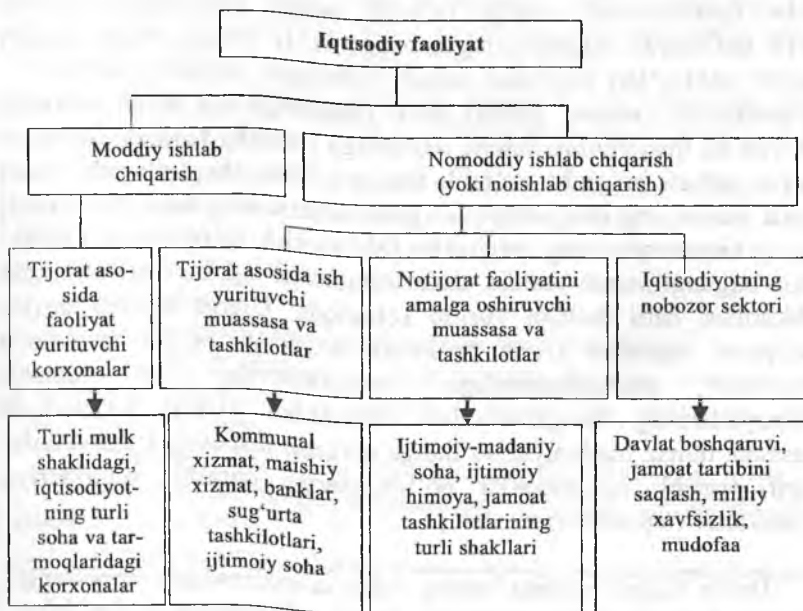 Iqtisodiy faoliyat
Moddiy ishlab
chiqarish
Nomoddiy ishlab chiqarish
(yoki noishlab chiqarish)
Tijorat aso-
sida
faoliyat
yurituvchi
korxonalar
Tijorat asosida ish
yurituvchi
muassasa va
tashkilotlar
Notijorat faoliyatini
amalga oshiruvchi
muassasa va
tashkilotlar
Iqtisodiyotning
nobozor sektori
Turli mulk
shaklidagi,
iqtisodiyot-
ning turli
soha va tar-
moqlaridagi
korxonalar
Kommunal
xizmat, maishiy
xizmat, banklar,
sug‘urta
tashkilotlari,
ijtimoiy soha
Ijtimoiy-madaniy
soha, ijtimoiy
himoya, jamoat
tashkilotlarining
turli shakllari
Davlat boshqaruvi,
jamoat tartibini
saqlash, milliy
xavfsizlik,
mudofaa